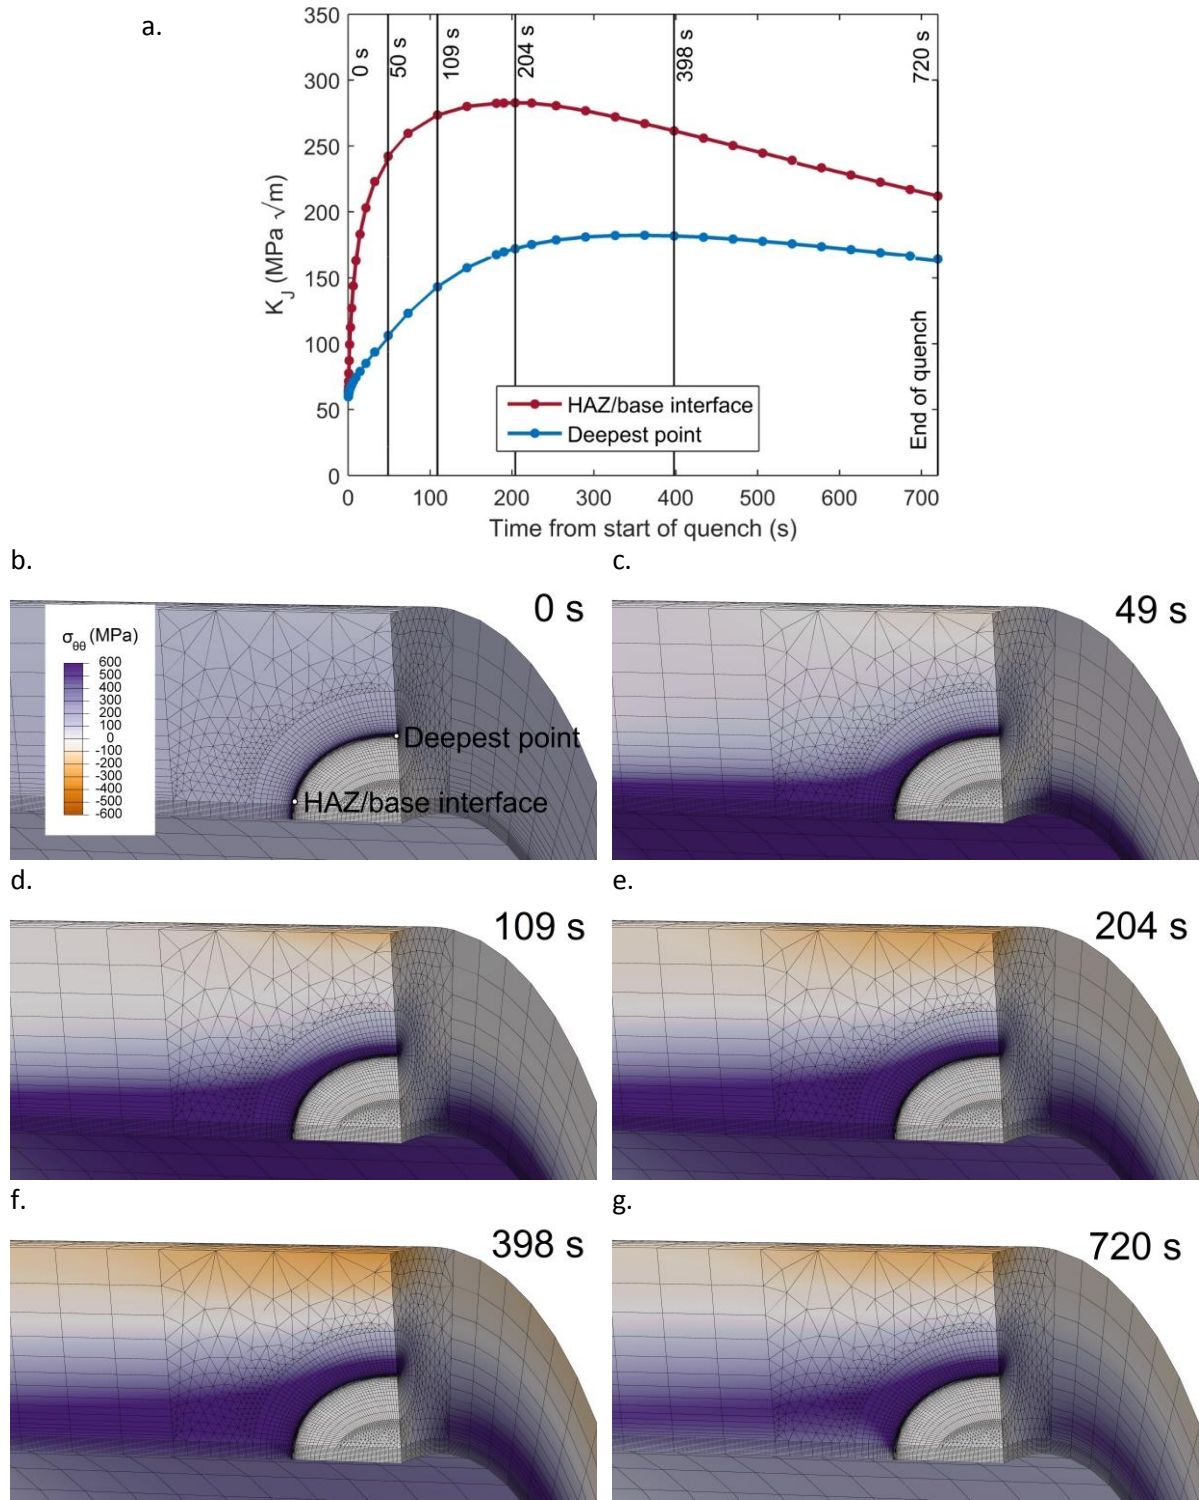 a.
350
300
250
200
150
100
50
0
K_J (MPa √m)
0 s
50 s
109 s
204 s
398 s
720 s
End of quench
HAZ/base interface
Deepest point
0 100 200 300 400 500 600 700
Time from start of quench (s)
b.
0 s
σθθ (MPa)
600
500
400
300
200
100
0
-100
-200
-300
-400
-500
-600
Deepest point
HAZ/base interface
c.
49 s
d.
109 s
e.
204 s
f.
398 s
g.
720 s